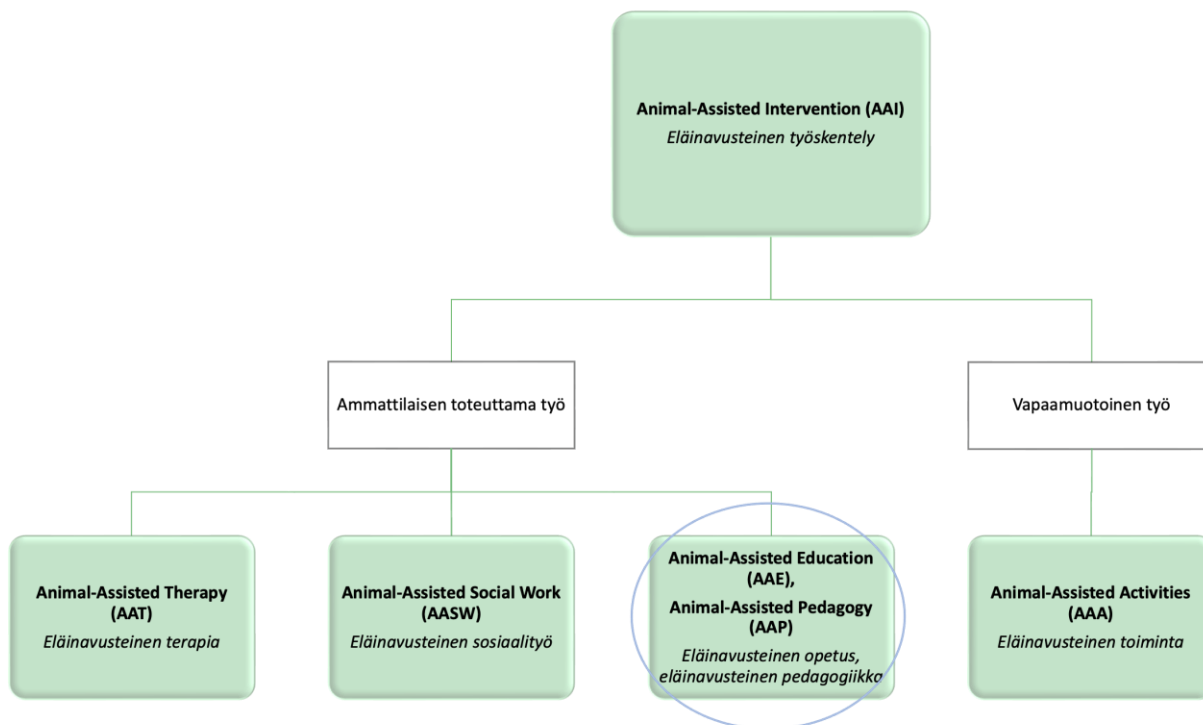 Animal-Assisted Intervention (AAI)
Eläinavusteinen työskentely
Ammattilaisen toteuttama työ
Vapaamuotoinen työ
Animal-Assisted Therapy
(AAT)
Eläinavusteinen terapia
Animal-Assisted Social Work
(AASW)
Eläinavusteinen sosiaalityö
Animal-Assisted Education
(AAE),
Animal-Assisted Pedagogy
(AAP)
Eläinavusteinen opetus,
eläinavusteinen pedagogiikka
Animal-Assisted Activities
(AAA)
Eläinavusteinen toiminta